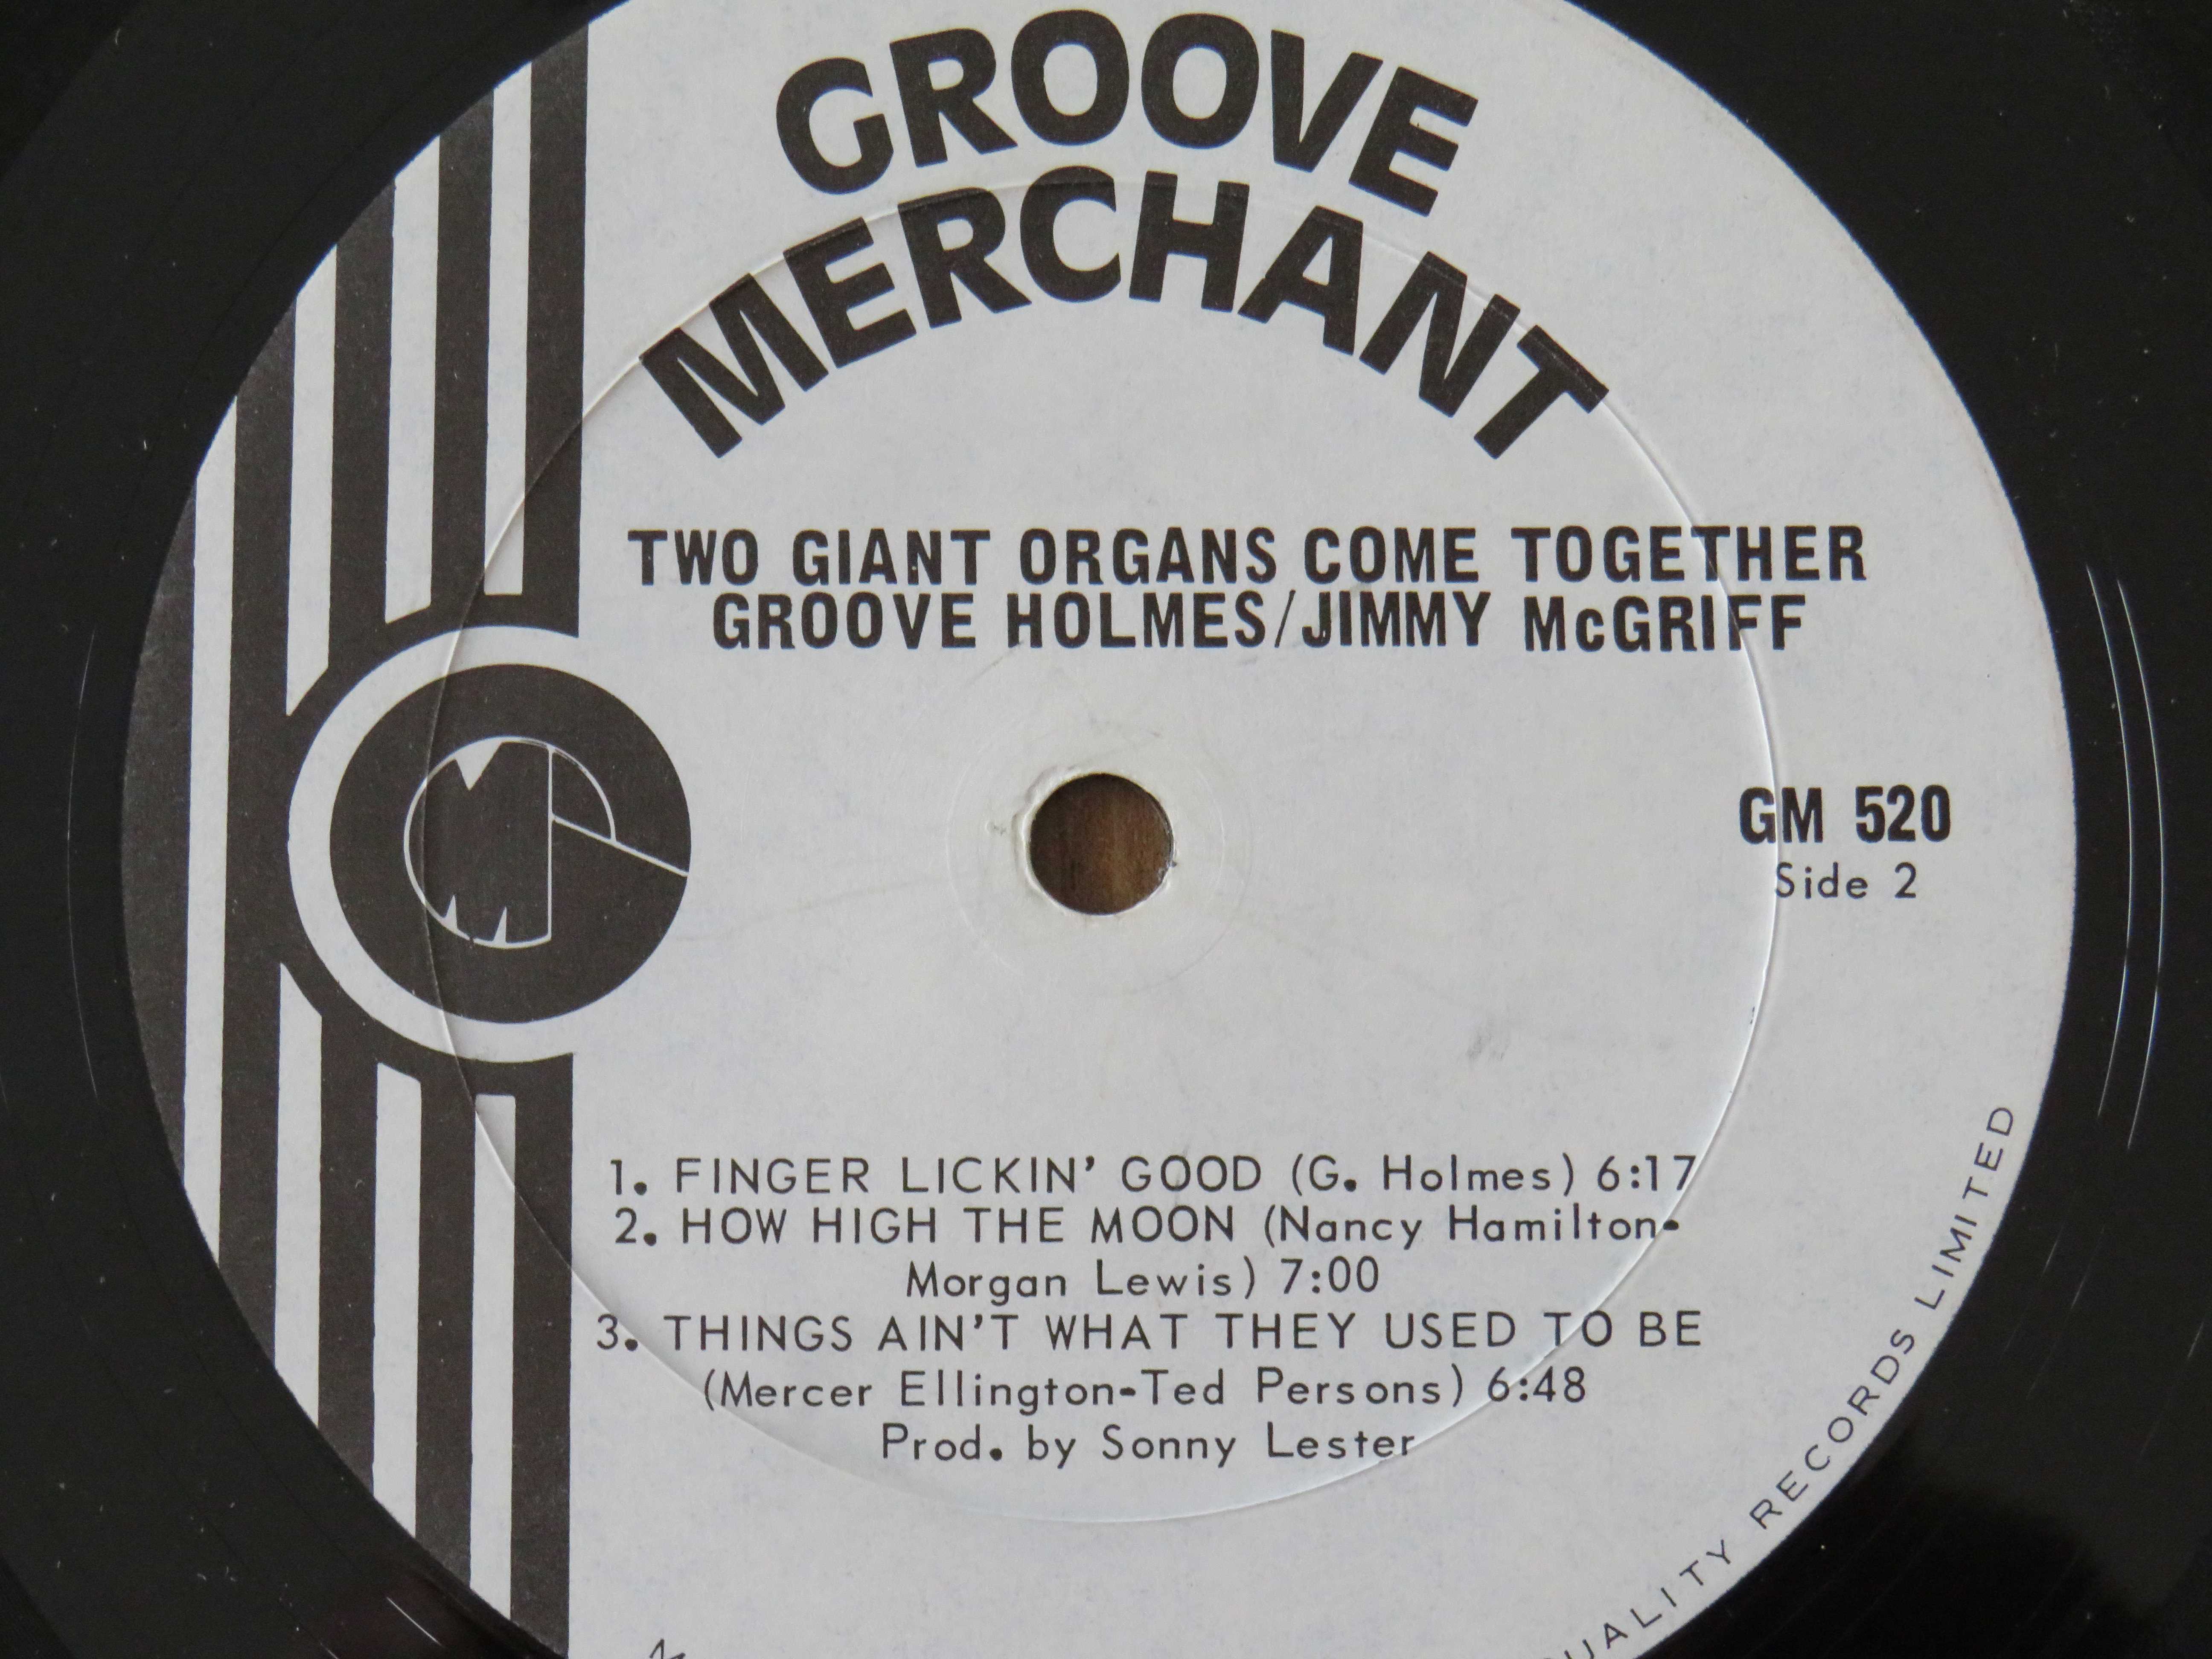 GROOVE
MERCHANT
TWO GIANT ORGANS COME TOGETHER
GROOVE HOLMES/JIMMY McGRIFF
GM 520
Side 2
1. FINGER LICKIN' GOOD (G. Holmes) 6:17
2. HOW HIGH THE MOON (Nancy Hamilton-
Morgan Lewis) 7:00
3. THINGS AIN'T WHAT THEY USED TO BE
(Mercer Ellington-Ted Persons) 6:48
Prod. by Sonny Lester
RECORDS LIMITED